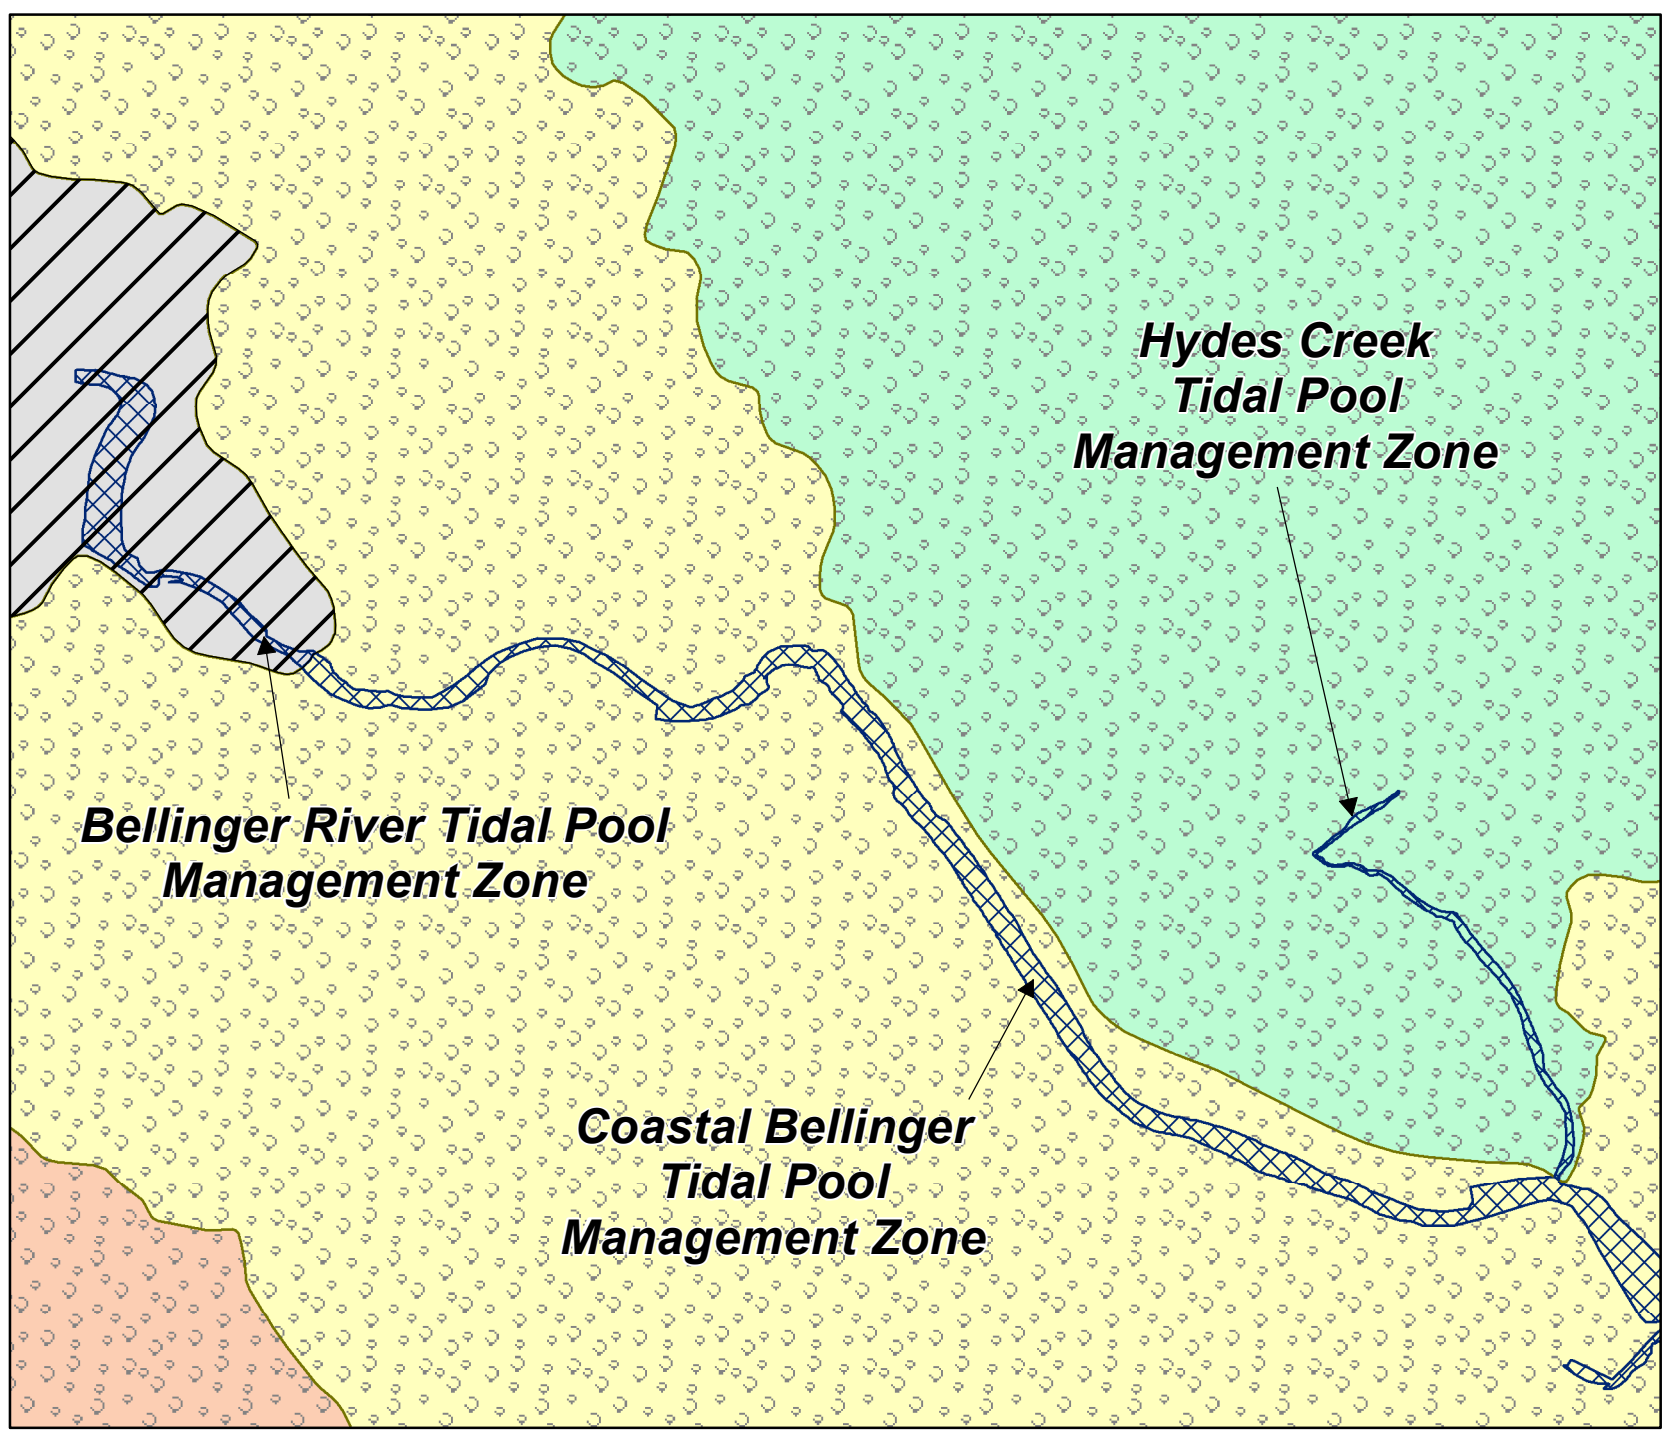 Hydes Creek
Tidal Pool
Management Zone
Bellinger River Tidal Pool
Management Zone
Coastal Bellinger
Tidal Pool
Management Zone